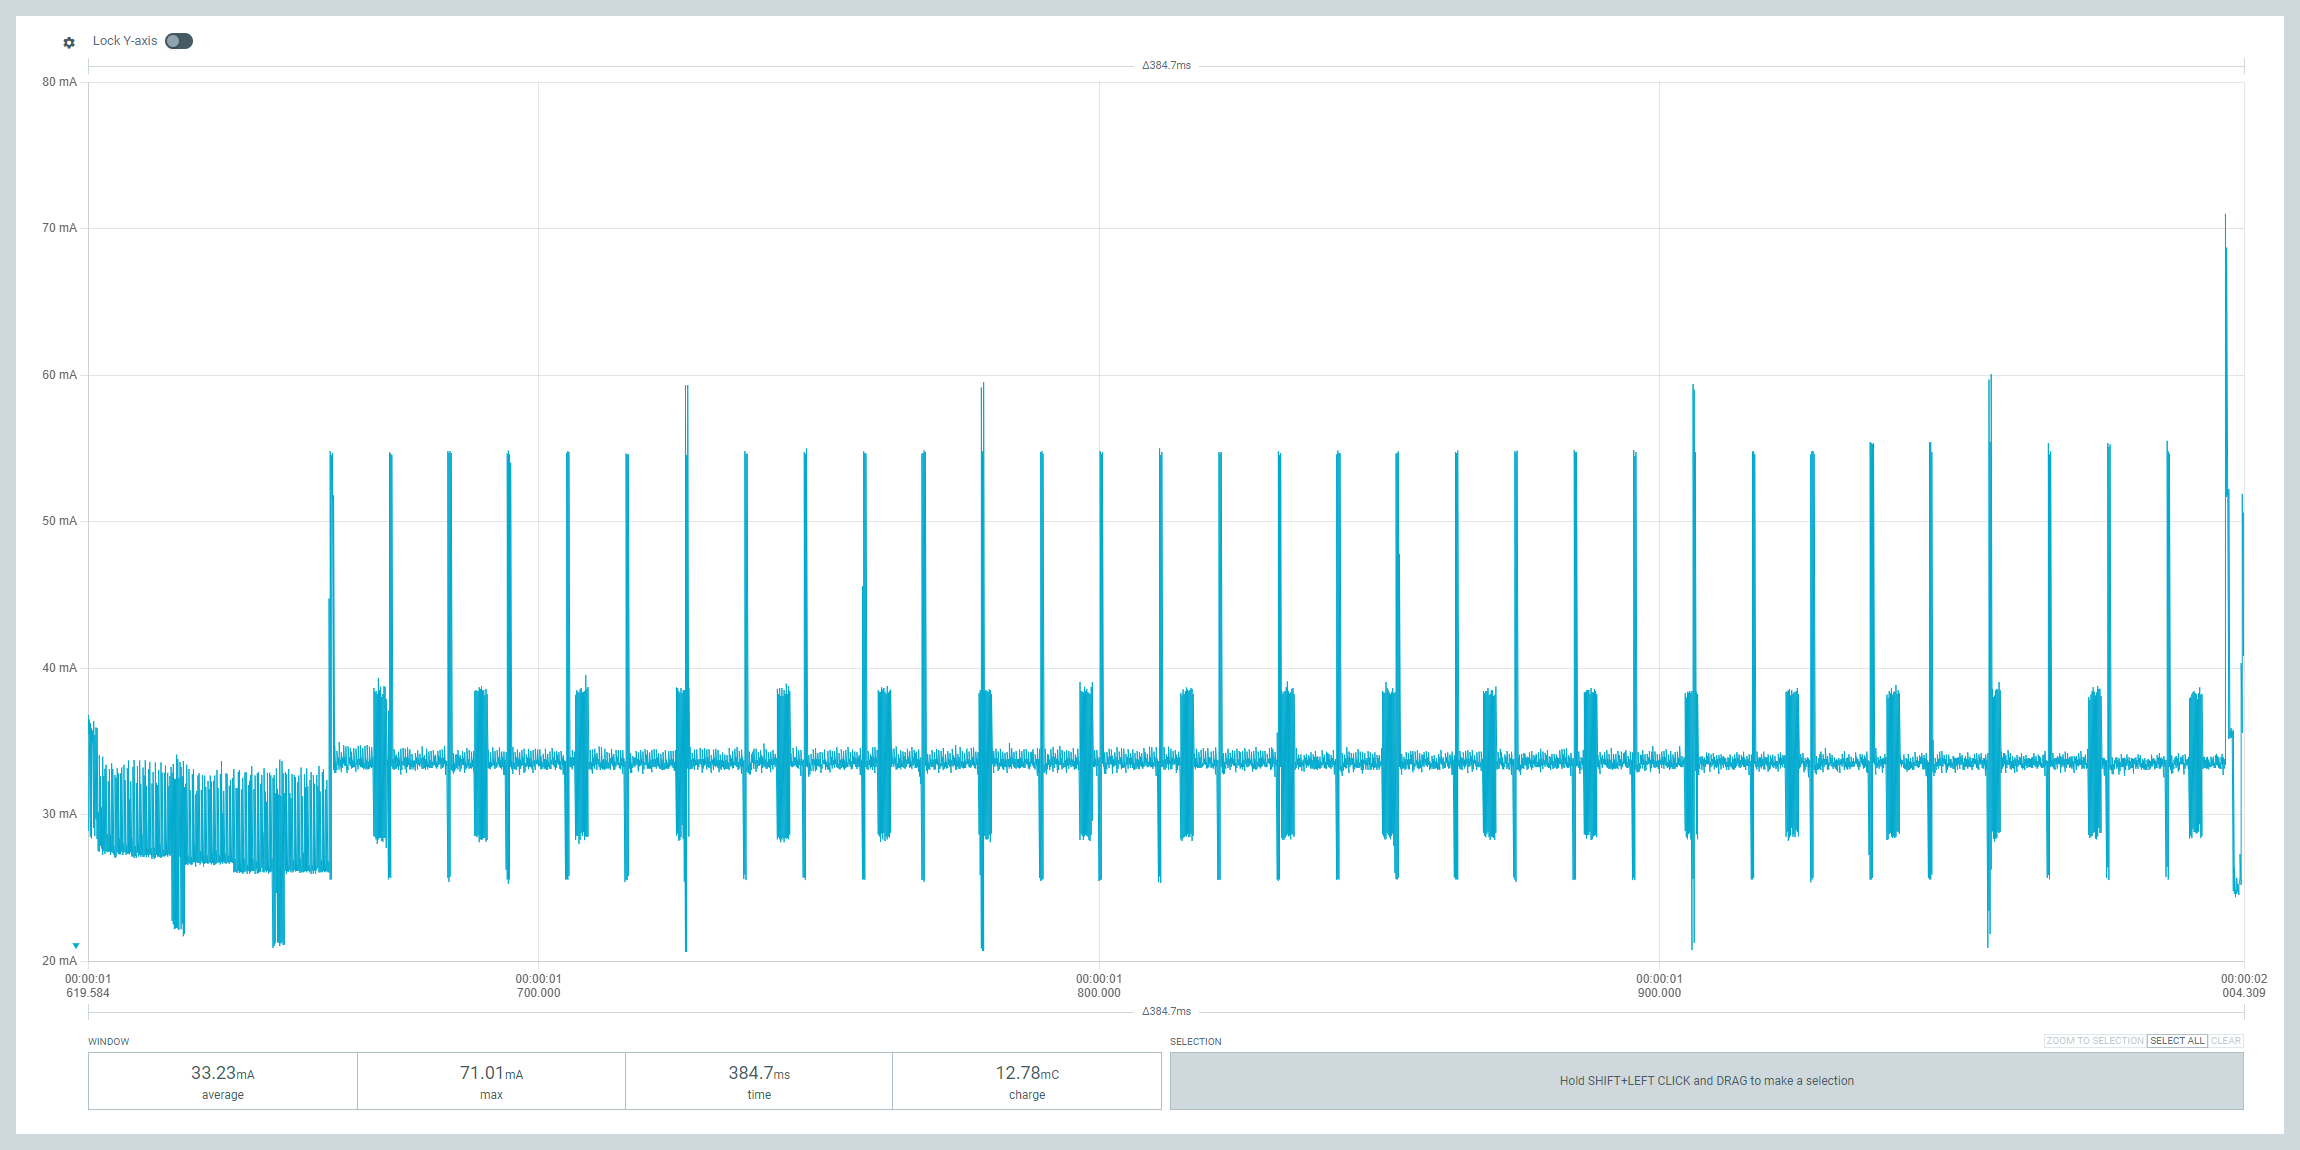 Lock Y-axis
Δ384.7ms
80 mA
70 mA
60 mA
50 mA
40 mA
30 mA
20 mA
00:00:01 00:00:01 00:00:01 00:00:01 00:00:02
619.584 700.000 800.000 900.000 004.309
Δ384.7ms
WINDOW SELECTION ZOOM TO SELECTION SELECT ALL CLEAR
33.23mA 71.01mA 384.7ms 12.78mC
average max time charge
Hold SHIFT+LEFT CLICK and DRAG to make a selection